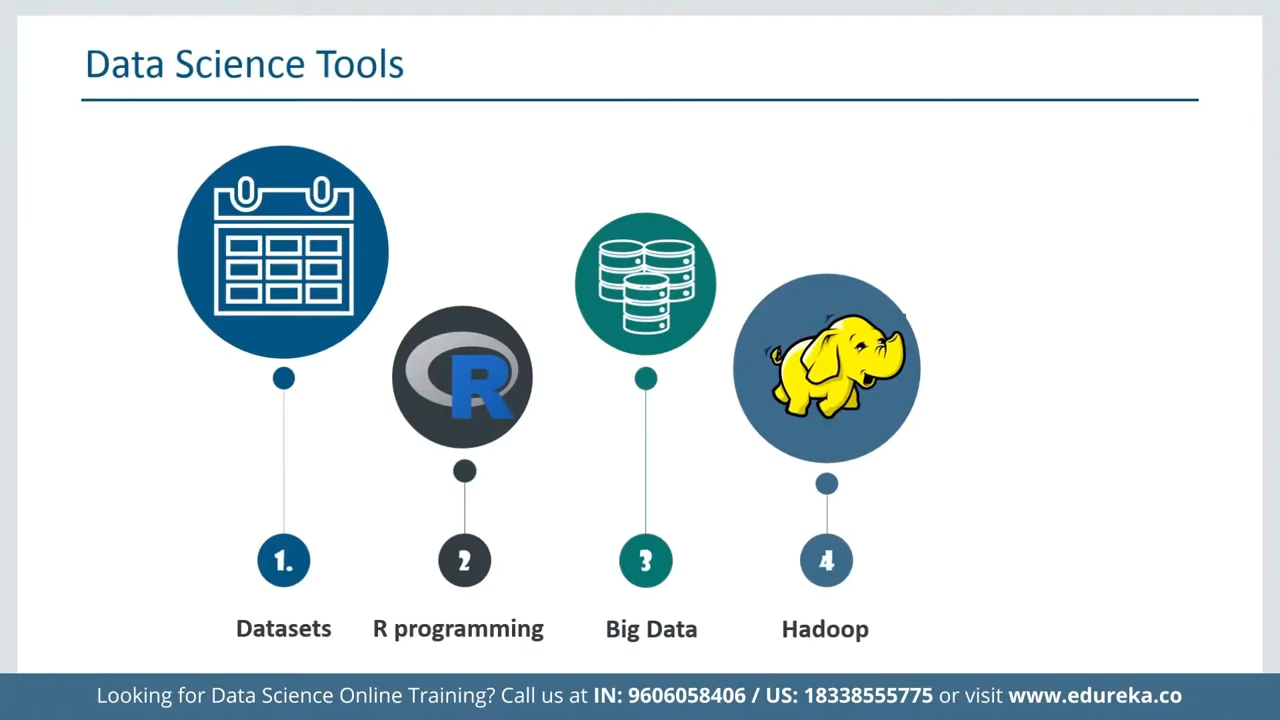 Data Science Tools
R
1.
2
3
4
Datasets
R programming
Big Data
Hadoop
Looking for Data Science Online Training? Call us at IN: 9606058406 / US: 18338555775 or visit www.edureka.co